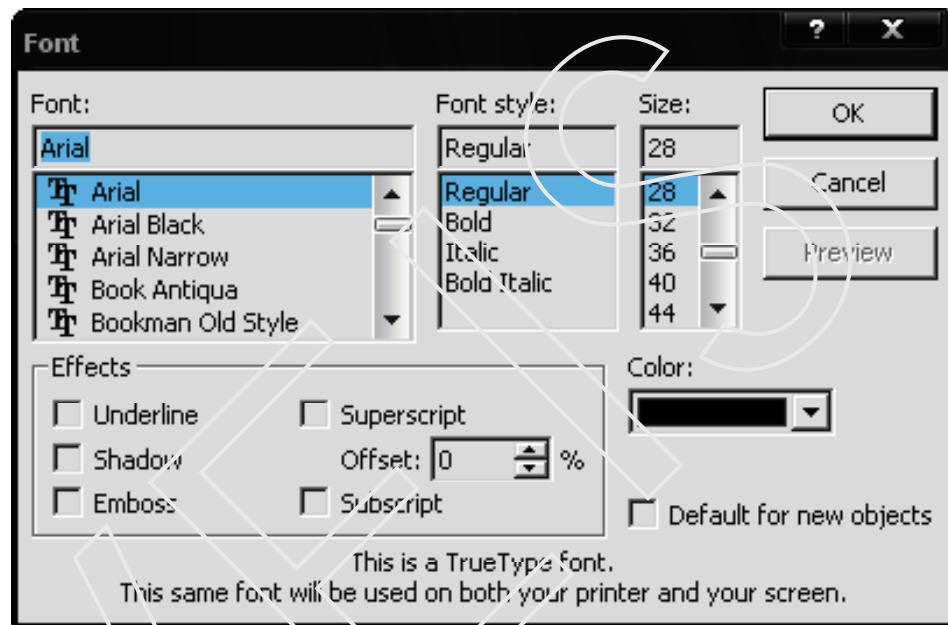 Font
? X
Font: Font style: Size:
Arial Regular 28
OK
Arial Regular 28
Arial Black Bold 32
Arial Narrow Italic 36
Book Antiqua Bold Italic 40
Bookman Old Style 44
Cancel
Preview
Effects
Underline Superscript
Shadow Offset: 0 %
Emboss Subscript
Color:
Default for new objects
This is a TrueType font.
This same font will be used on both your printer and your screen.